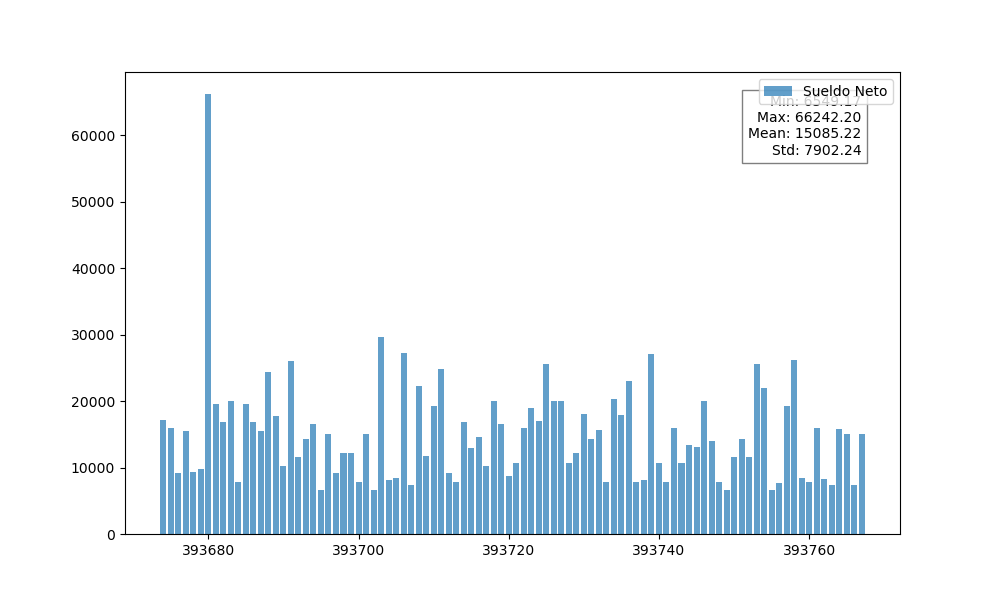 Sueldo Neto
Min: 6549.17
Max: 66242.20
Mean: 15085.22
Std: 7902.24
60000
50000
40000
30000
20000
10000
0
393680
393700
393720
393740
393760